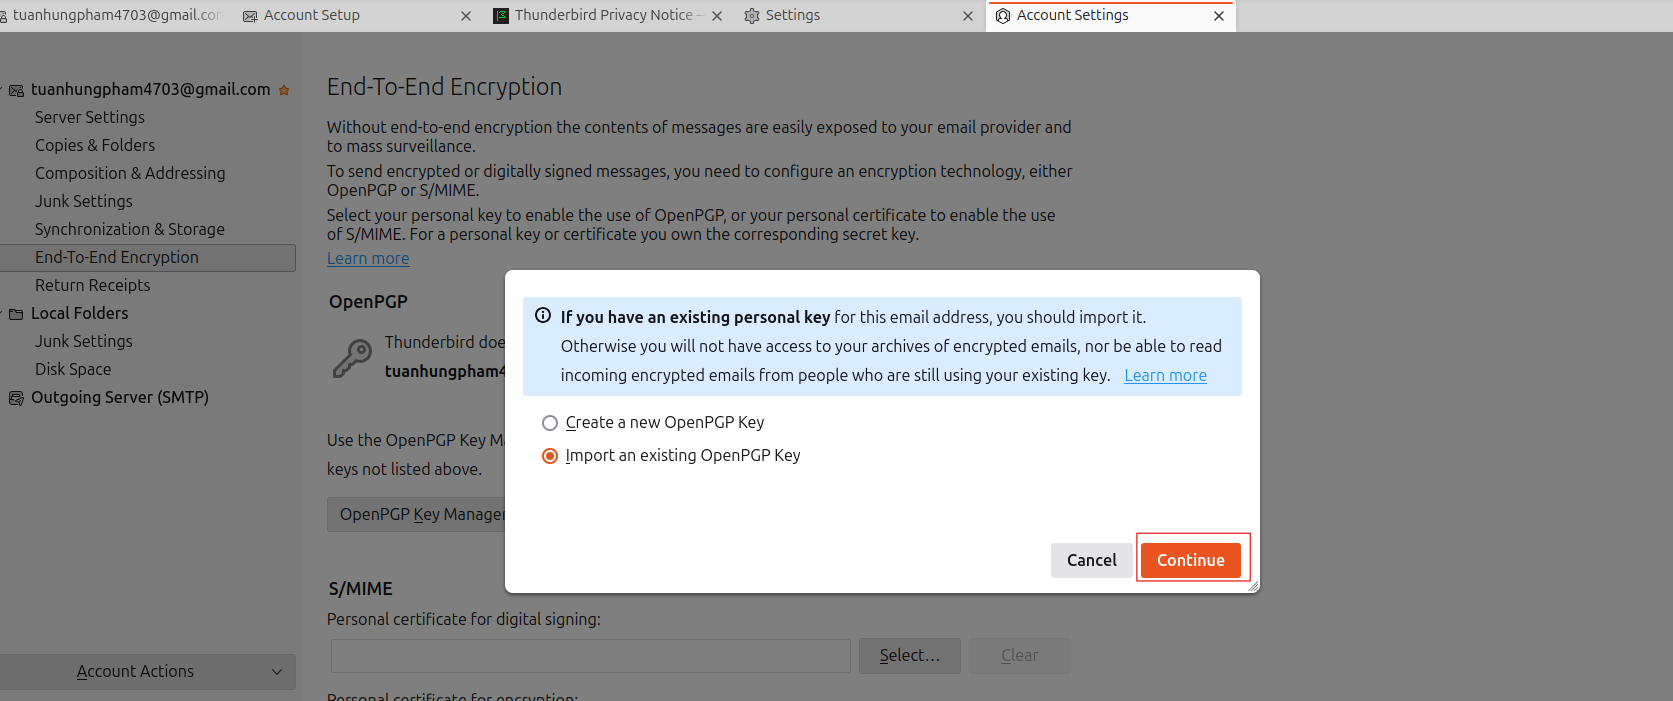 tuanhungpham4703@gmail.com
Account Setup
Thunderbird Privacy Notice —
Settings
Account Settings
tuanhungpham4703@gmail.com
Server Settings
Copies & Folders
Composition & Addressing
Junk Settings
Synchronization & Storage
End-To-End Encryption
Return Receipts
Local Folders
Junk Settings
Disk Space
Outgoing Server (SMTP)
Account Actions
End-To-End Encryption
Without end-to-end encryption the contents of messages are easily exposed to your email provider and
to mass surveillance.
To send encrypted or digitally signed messages, you need to configure an encryption technology, either
OpenPGP or S/MIME.
Select your personal key to enable the use of OpenPGP, or your personal certificate to enable the use
of S/MIME. For a personal key or certificate you own the corresponding secret key.
Learn more
OpenPGP
Thunderbird doe
tuanhungpham4
Use the OpenPGP Key M
keys not listed above.
OpenPGP Key Manager
If you have an existing personal key for this email address, you should import it.
Otherwise you will not have access to your archives of encrypted emails, nor be able to read
incoming encrypted emails from people who are still using your existing key. Learn more
Create a new OpenPGP Key
Import an existing OpenPGP Key
Cancel
Continue
S/MIME
Personal certificate for digital signing:
Select...
Clear
Personal certificate for encryption: